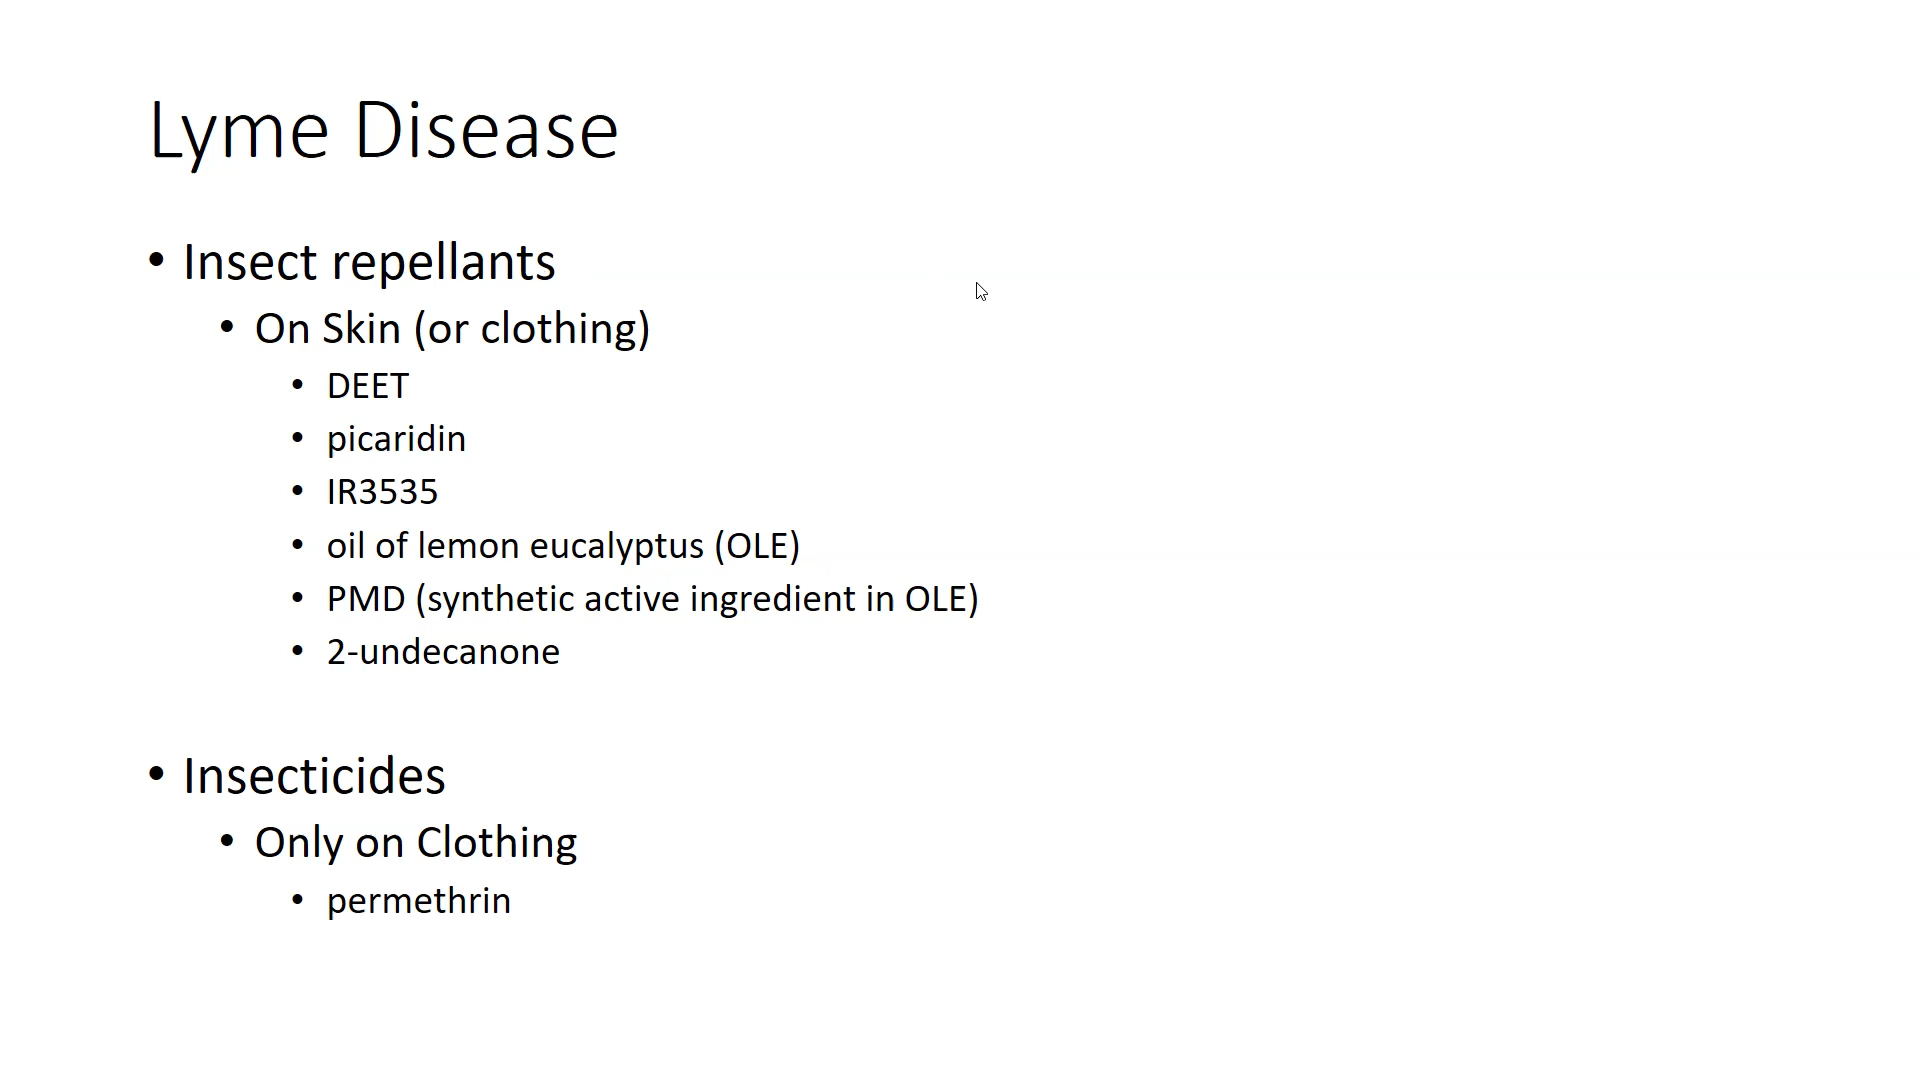 Lyme Disease
• Insect repellants
• On Skin (or clothing)
• DEET
• picaridin
• IR3535
• oil of lemon eucalyptus (OLE)
• PMD (synthetic active ingredient in OLE)
• 2-undecanone
• Insecticides
• Only on Clothing
• permethrin